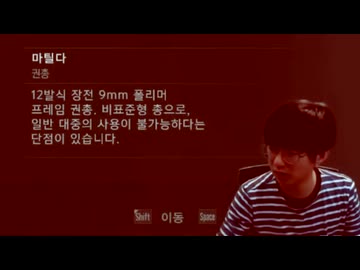 마틸다
권총
12발식 장전 9mm 폴리머
프레임 권총. 비표준형 총으로,
일반 대중의 사용이 불가능하다는
단점이 있습니다.
Shift 이동 Space